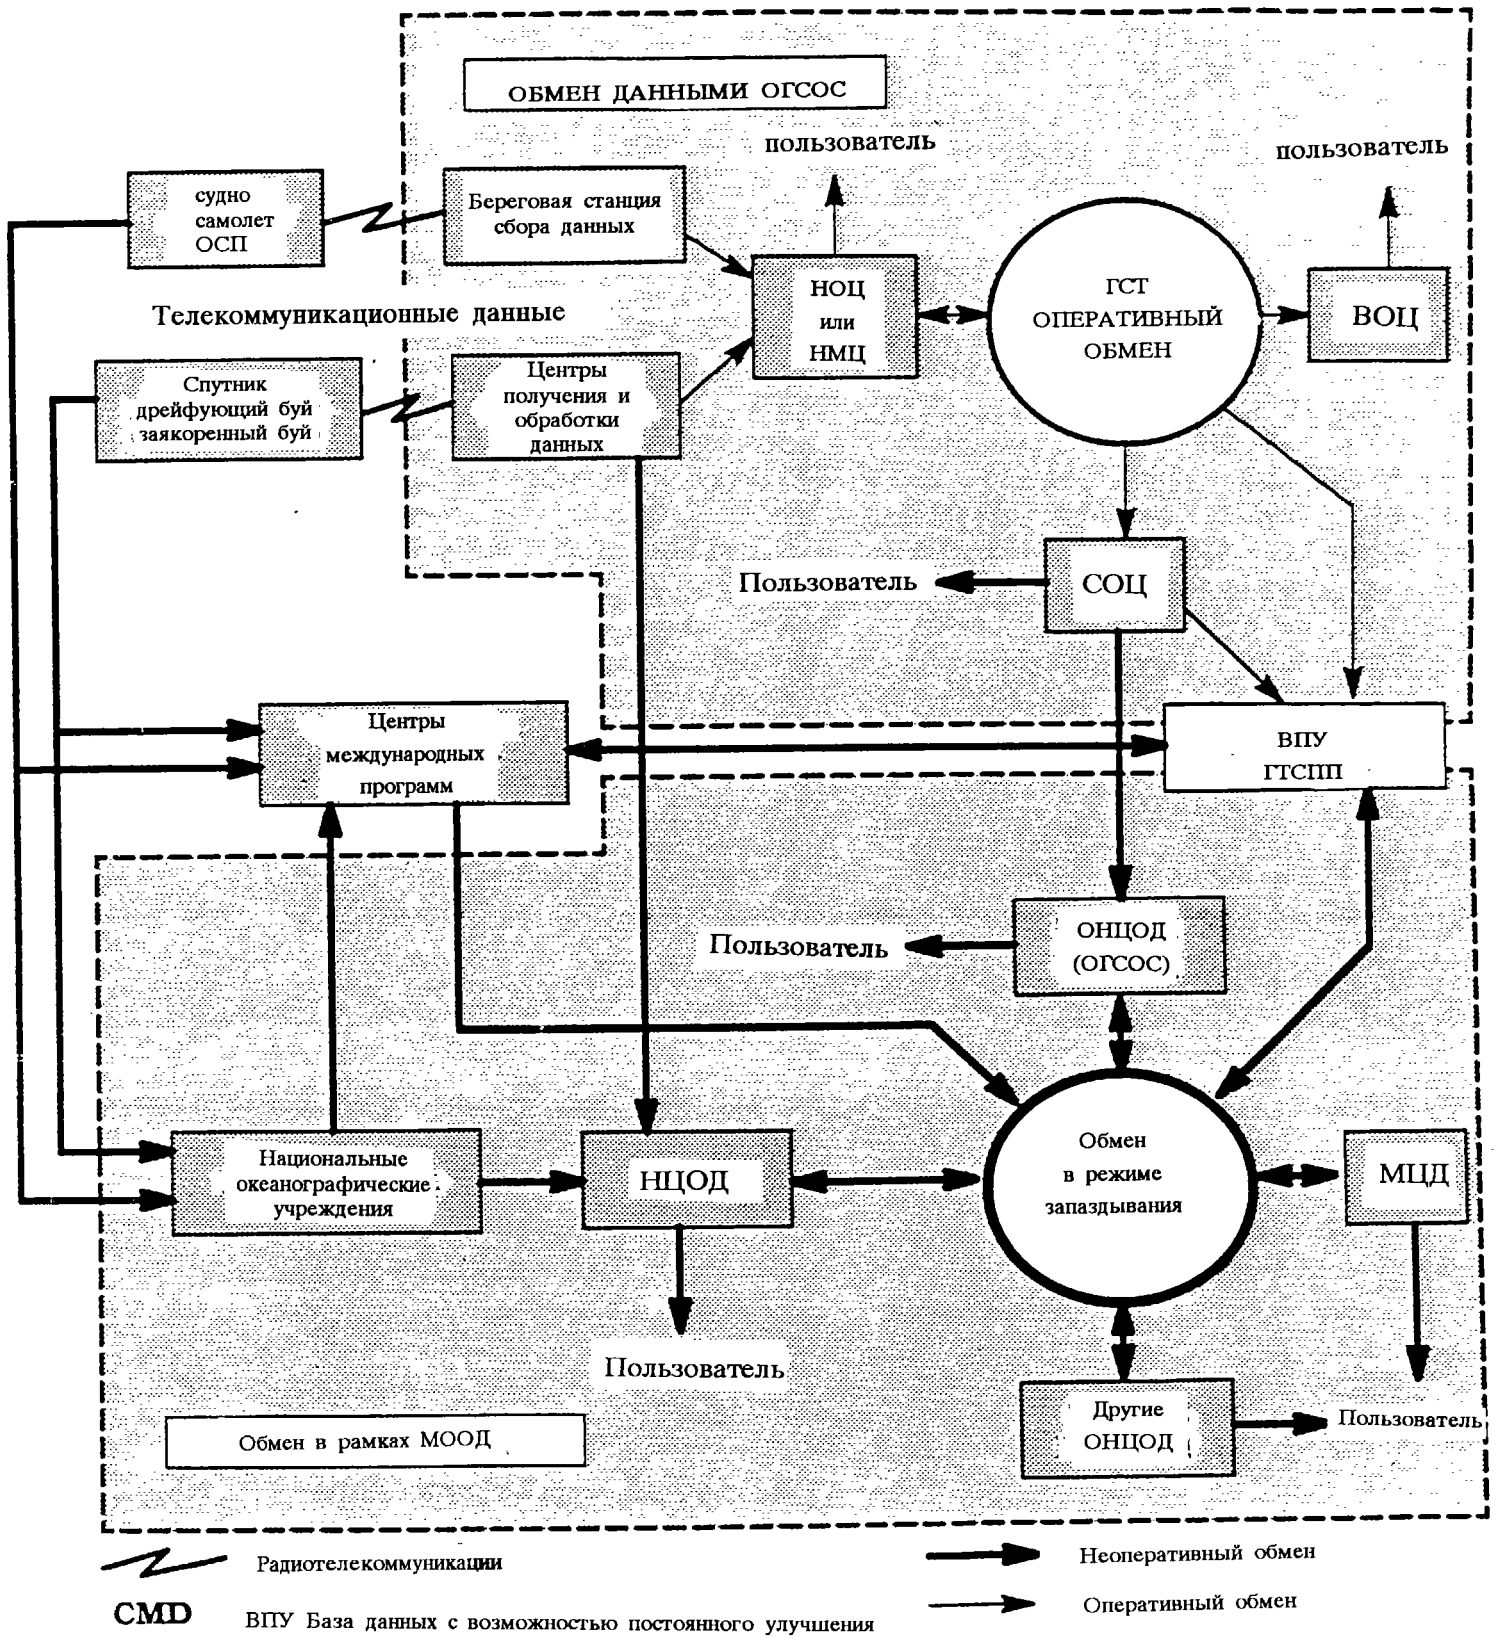 ОБМЕН ДАННЫМИ ОГСОС
пользователь
пользователь
судно
самолет
ОСП
Береговая станция
сбора данных
НОЦ
или
НМЦ
ГСТ
ОПЕРАТИВНЫЙ
ОБМЕН
ВОЦ
Телекоммуникационные данные
Спутник
дрейфующий буй
заякоренный буй
Центры
получения и
обработки
данных
Пользователь
СОЦ
Центры
международных
программ
ВПУ
ГТСПП
Пользователь
ОНЦОД
(ОГСОС)
Национальные
океанографические
учреждения
НЦОД
Обмен
в режиме
запаздывания
МЦД
Пользователь
Другие
ОНЦОД
Пользователь
Обмен в рамках МООД
Радиотелекоммуникации
Неоперативный обмен
CMD
ВПУ База данных с возможностью постоянного улучшения
Оперативный обмен